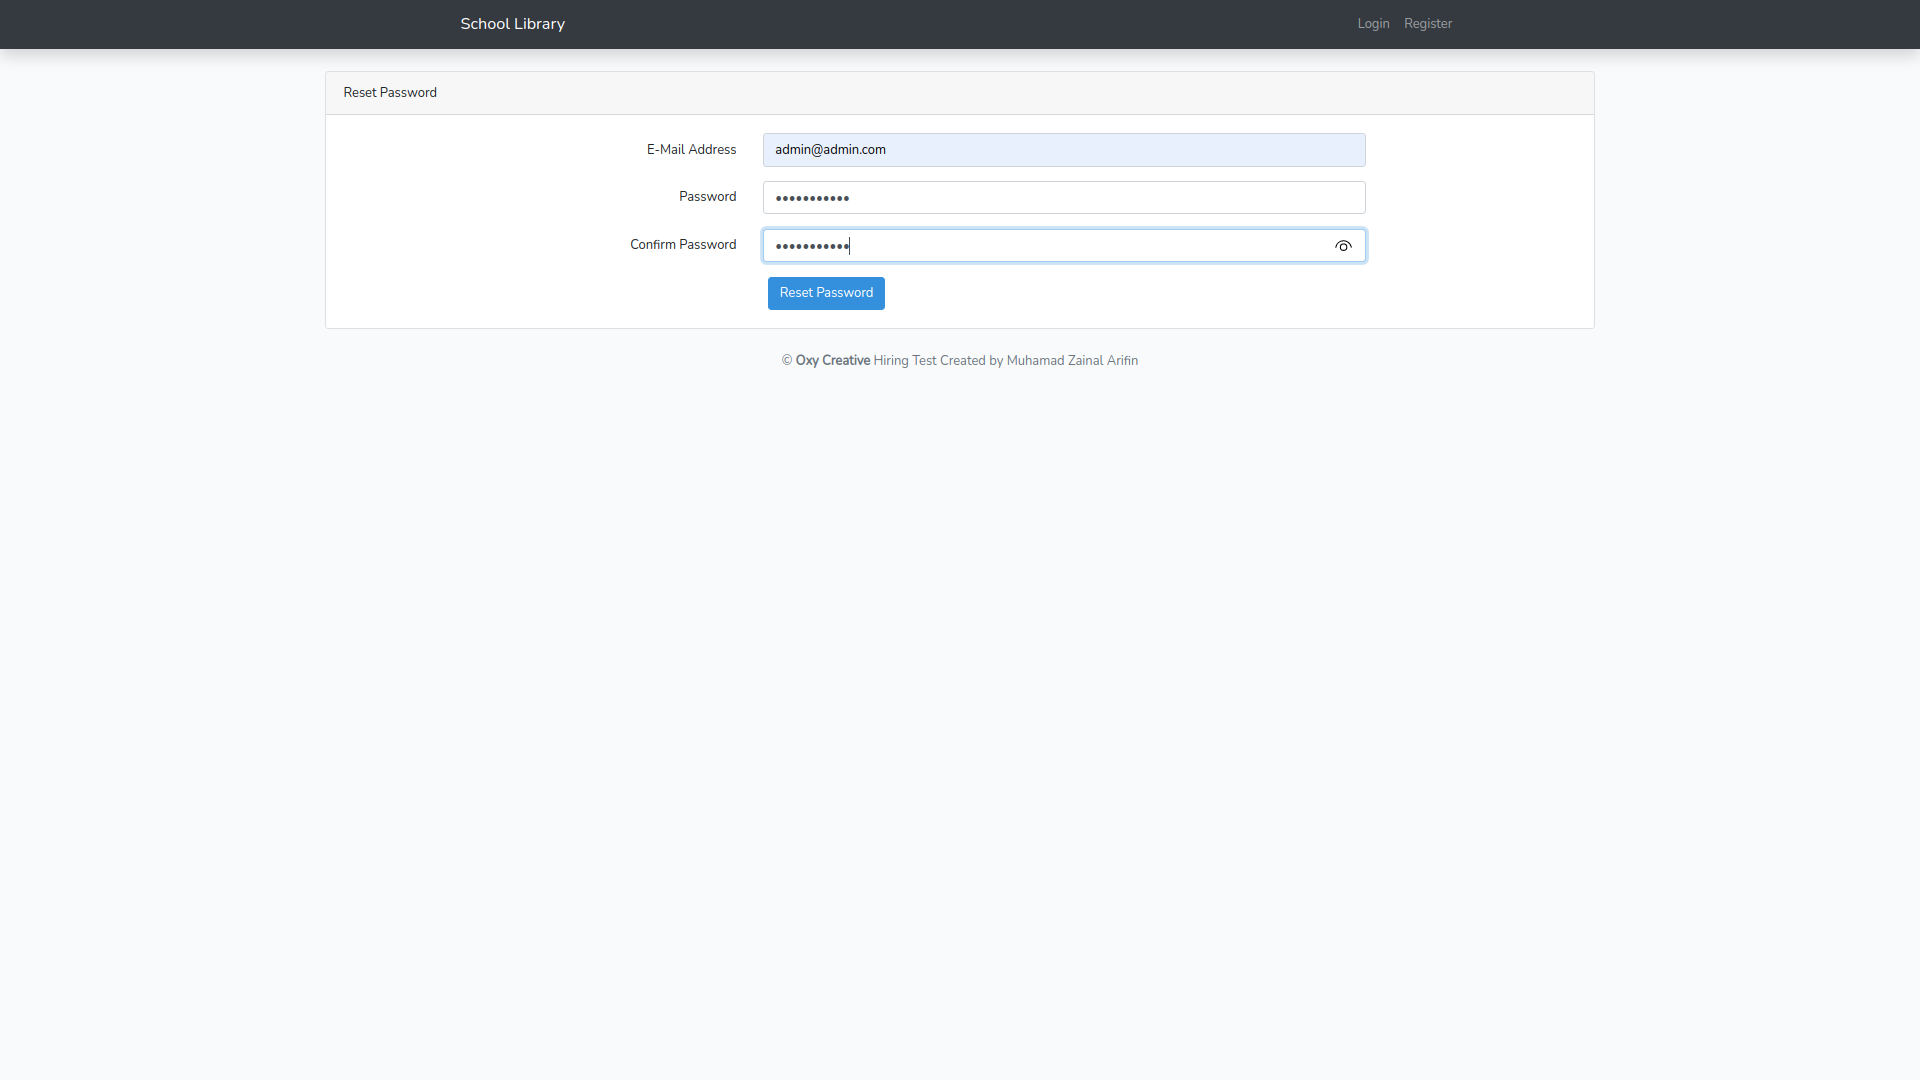 School Library
Login Register
Reset Password
E-Mail Address admin@admin.com
Password •••••••••••
Confirm Password •••••••••••
Reset Password
© Oxy Creative Hiring Test Created by Muhamad Zainal Arifin